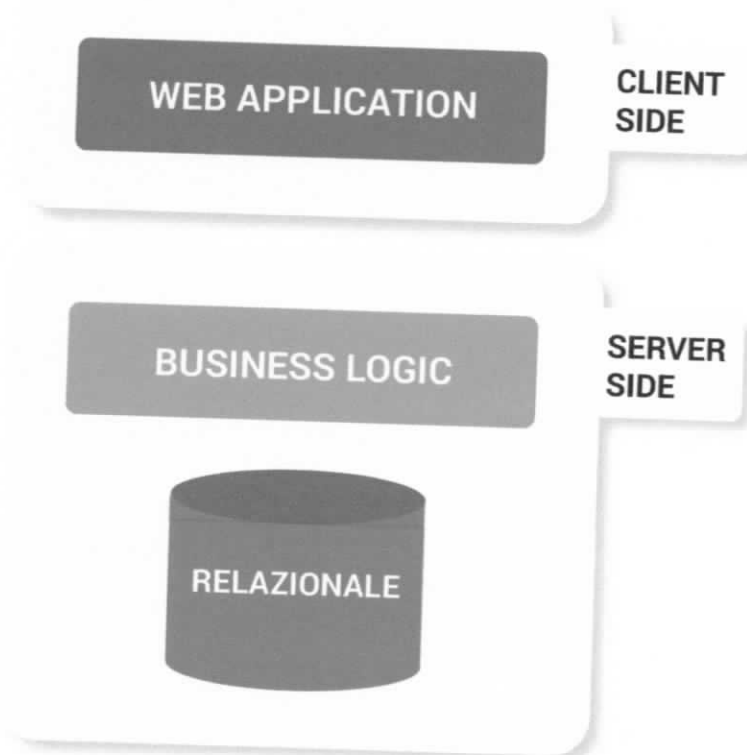 WEB APPLICATION
CLIENT
SIDE
BUSINESS LOGIC
SERVER
SIDE
RELAZIONALE